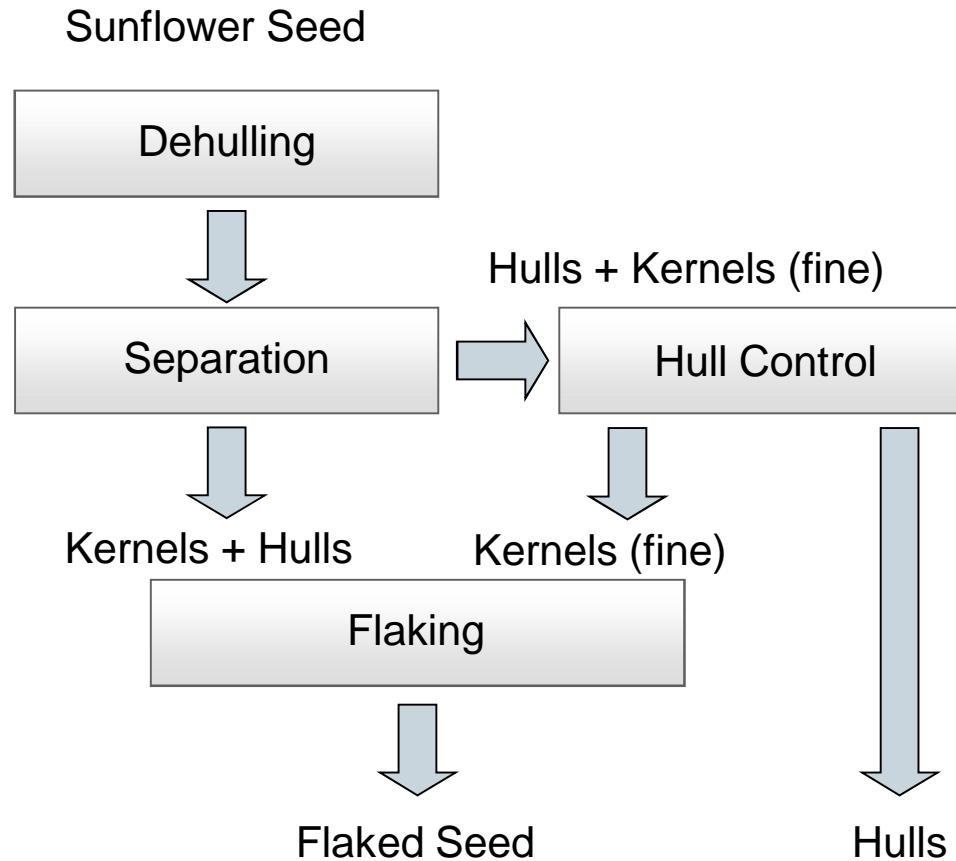 Sunflower Seed
Dehulling
Hulls + Kernels (fine)
Separation
Hull Control
Kernels + Hulls
Kernels (fine)
Flaking
Flaked Seed
Hulls